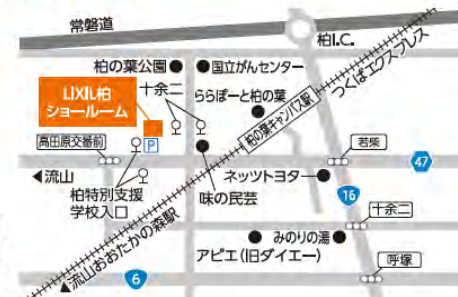 常磐道
柏I.C.
つくばエクスプレス
柏の葉公園
国立がんセンター
LIXIL柏
ショールーム
十余二
ららぽーと柏の葉
柏の葉キャンパス駅
高田原交番前
P
若柴
47
流山
柏特別支援
学校入口
味の民芸
ネッツトヨタ
16
十余二
流山おおたかの森駅
みのりの湯
アピエ(旧ダイエー)
呼塚
6